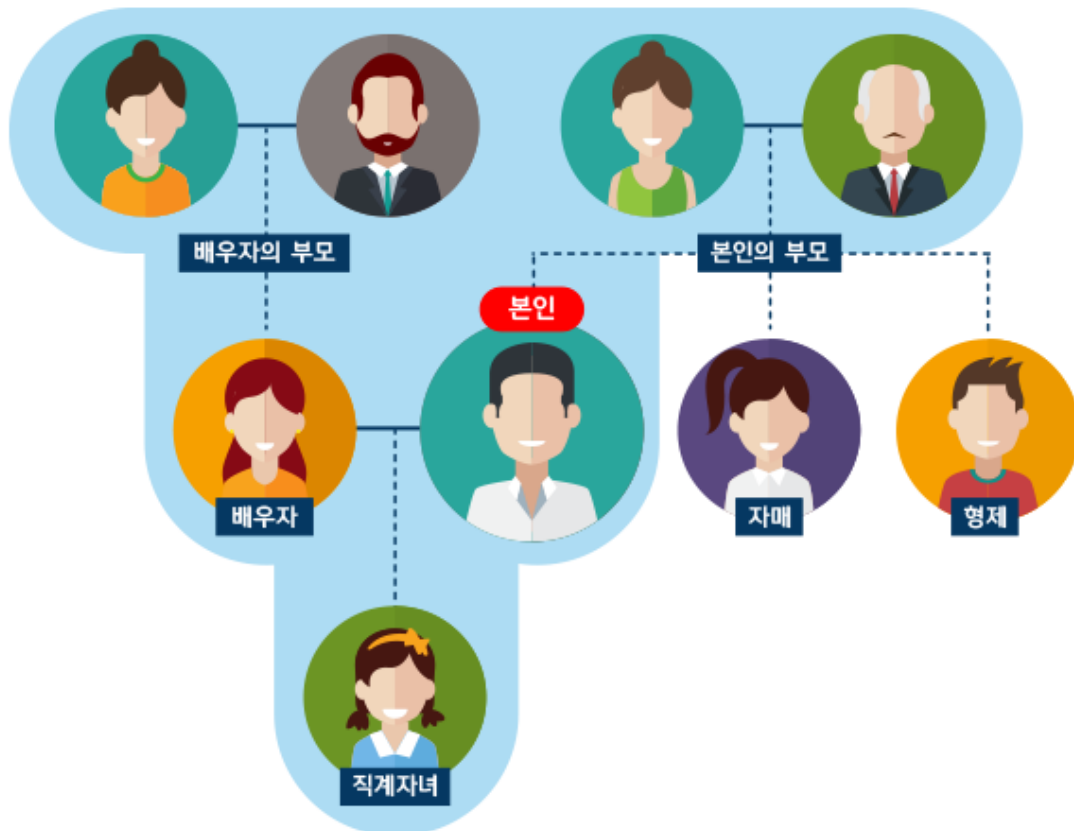 배우자의 부모
본인의 부모
본인
배우자
자매
형제
직계자녀